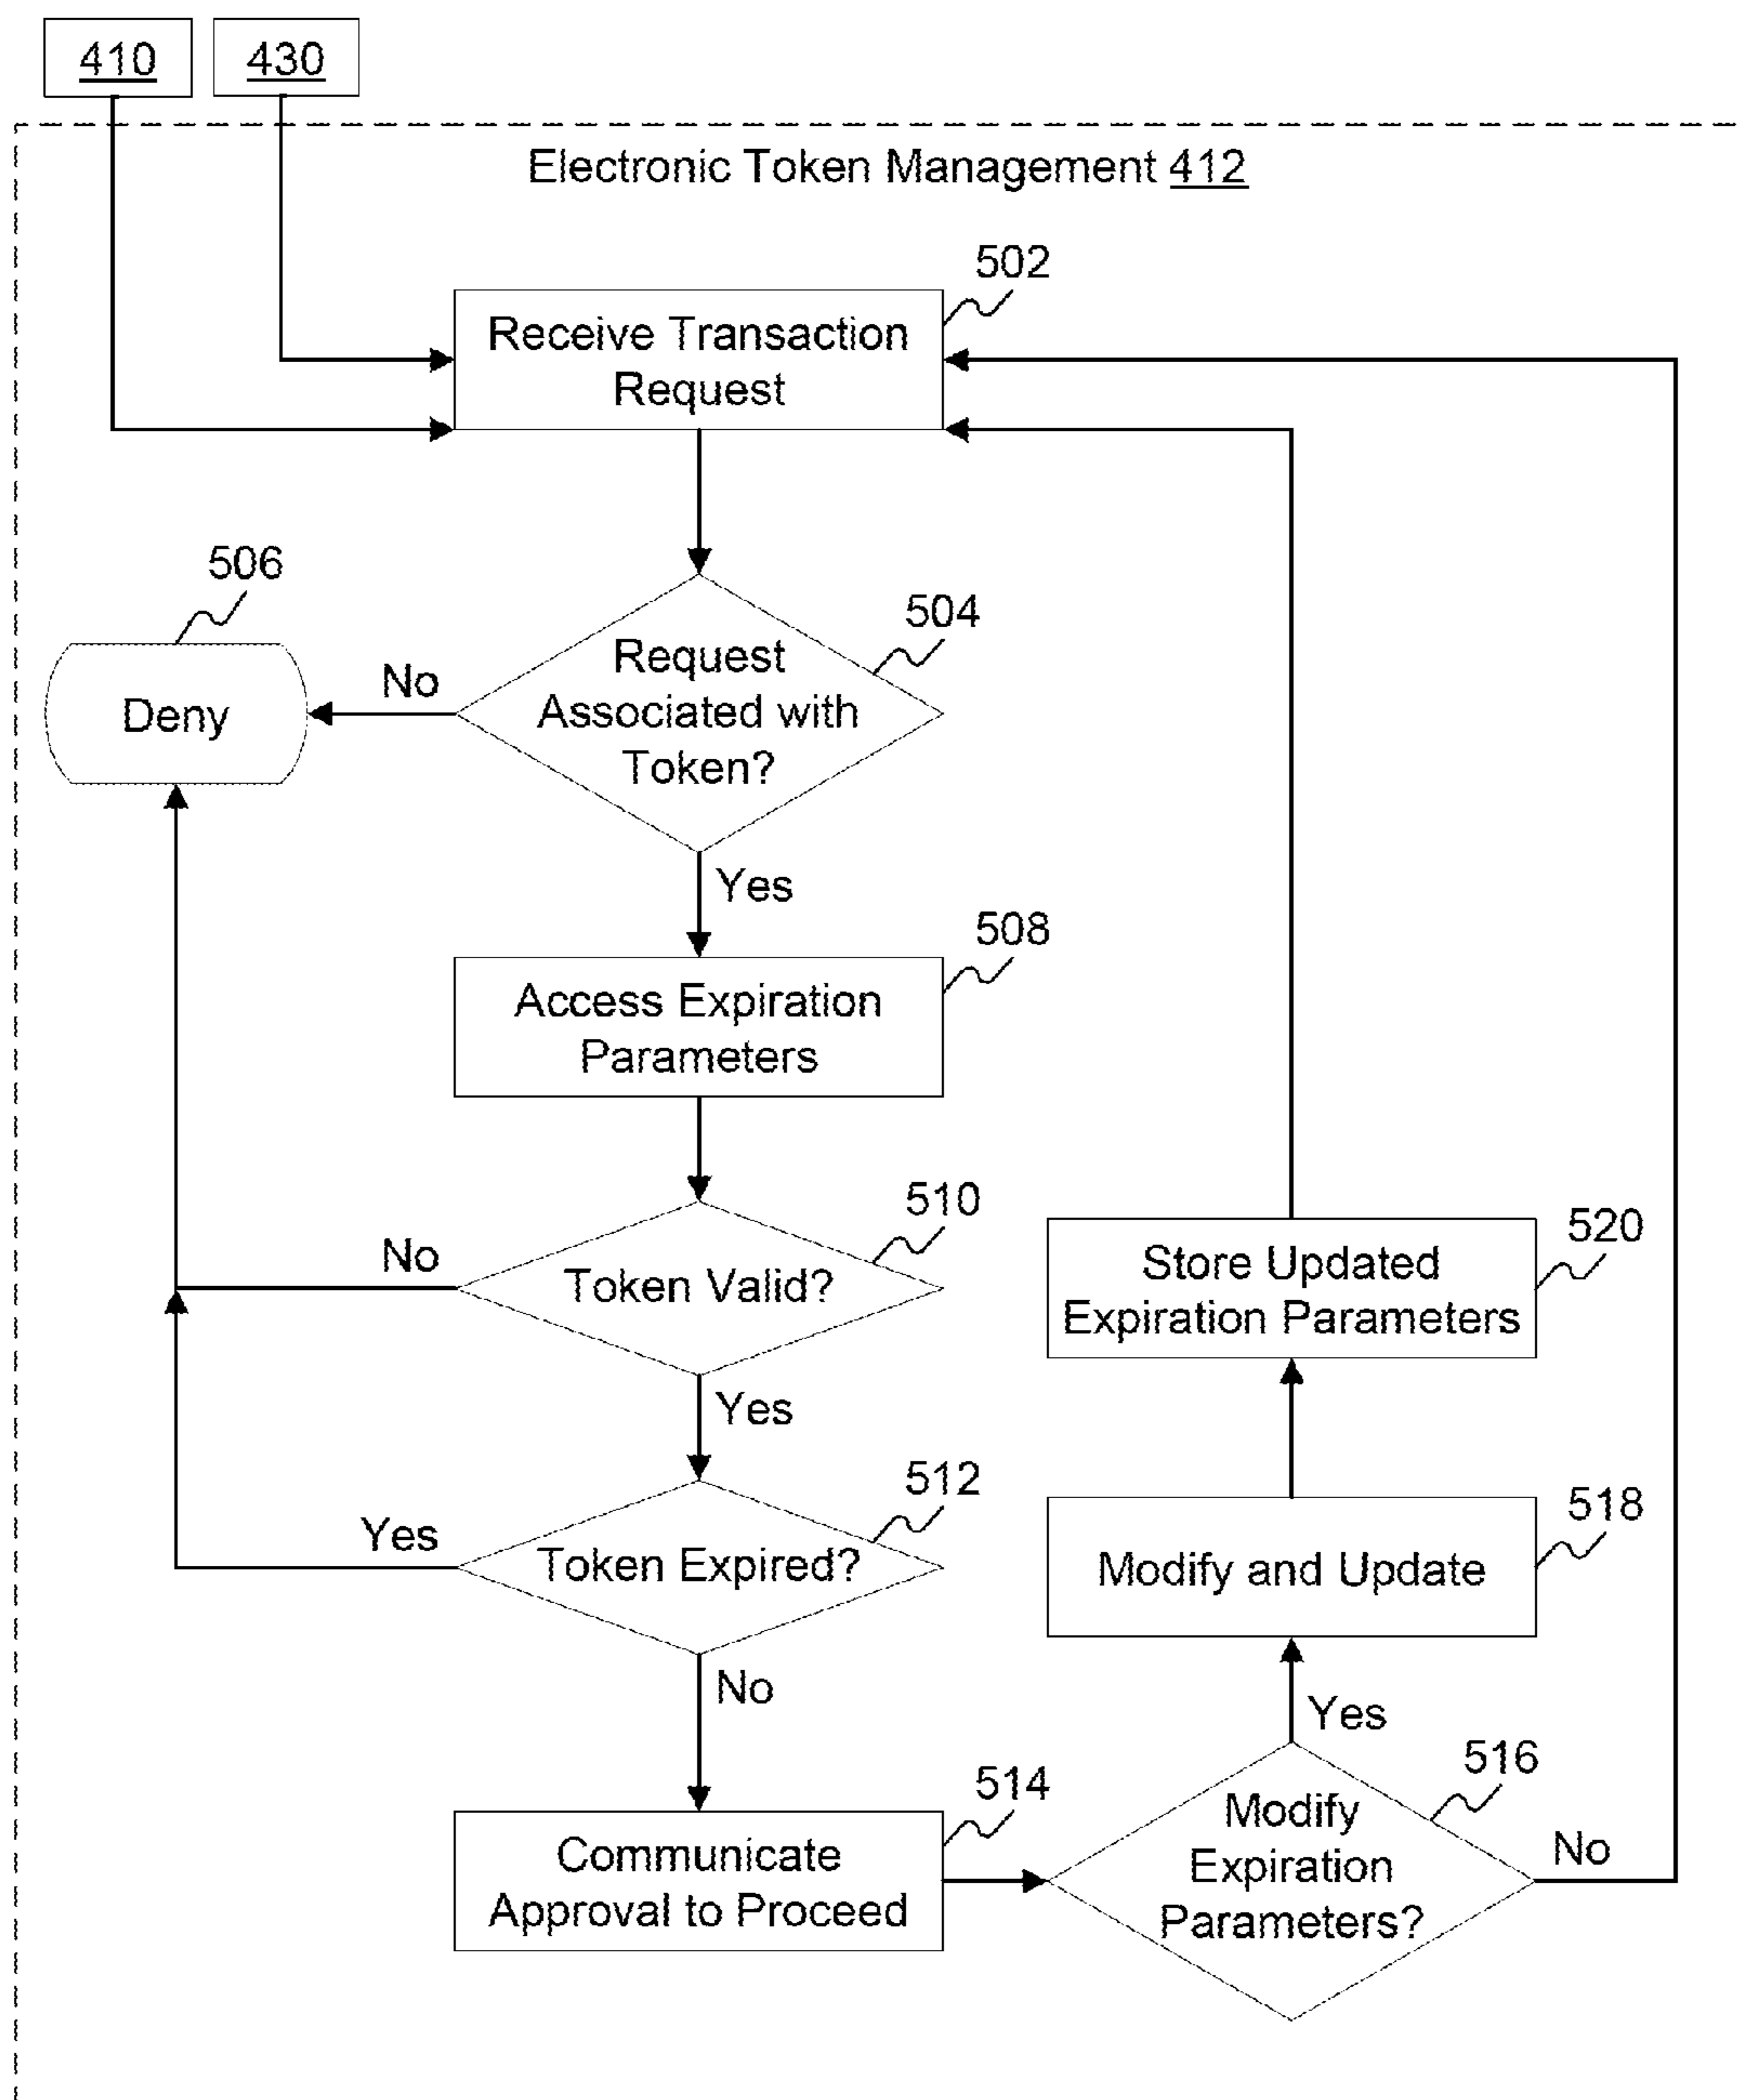 410
430
Electronic Token Management 412
502
Receive Transaction
Request
506
504
Deny
No
Request
Associated with
Token?
Yes
508
Access Expiration
Parameters
510
No
Token Valid?
520
Store Updated
Expiration Parameters
Yes
512
Yes
Token Expired?
518
Modify and Update
No
Yes
514
Communicate
Approval to Proceed
516
Modify
Expiration
Parameters?
No